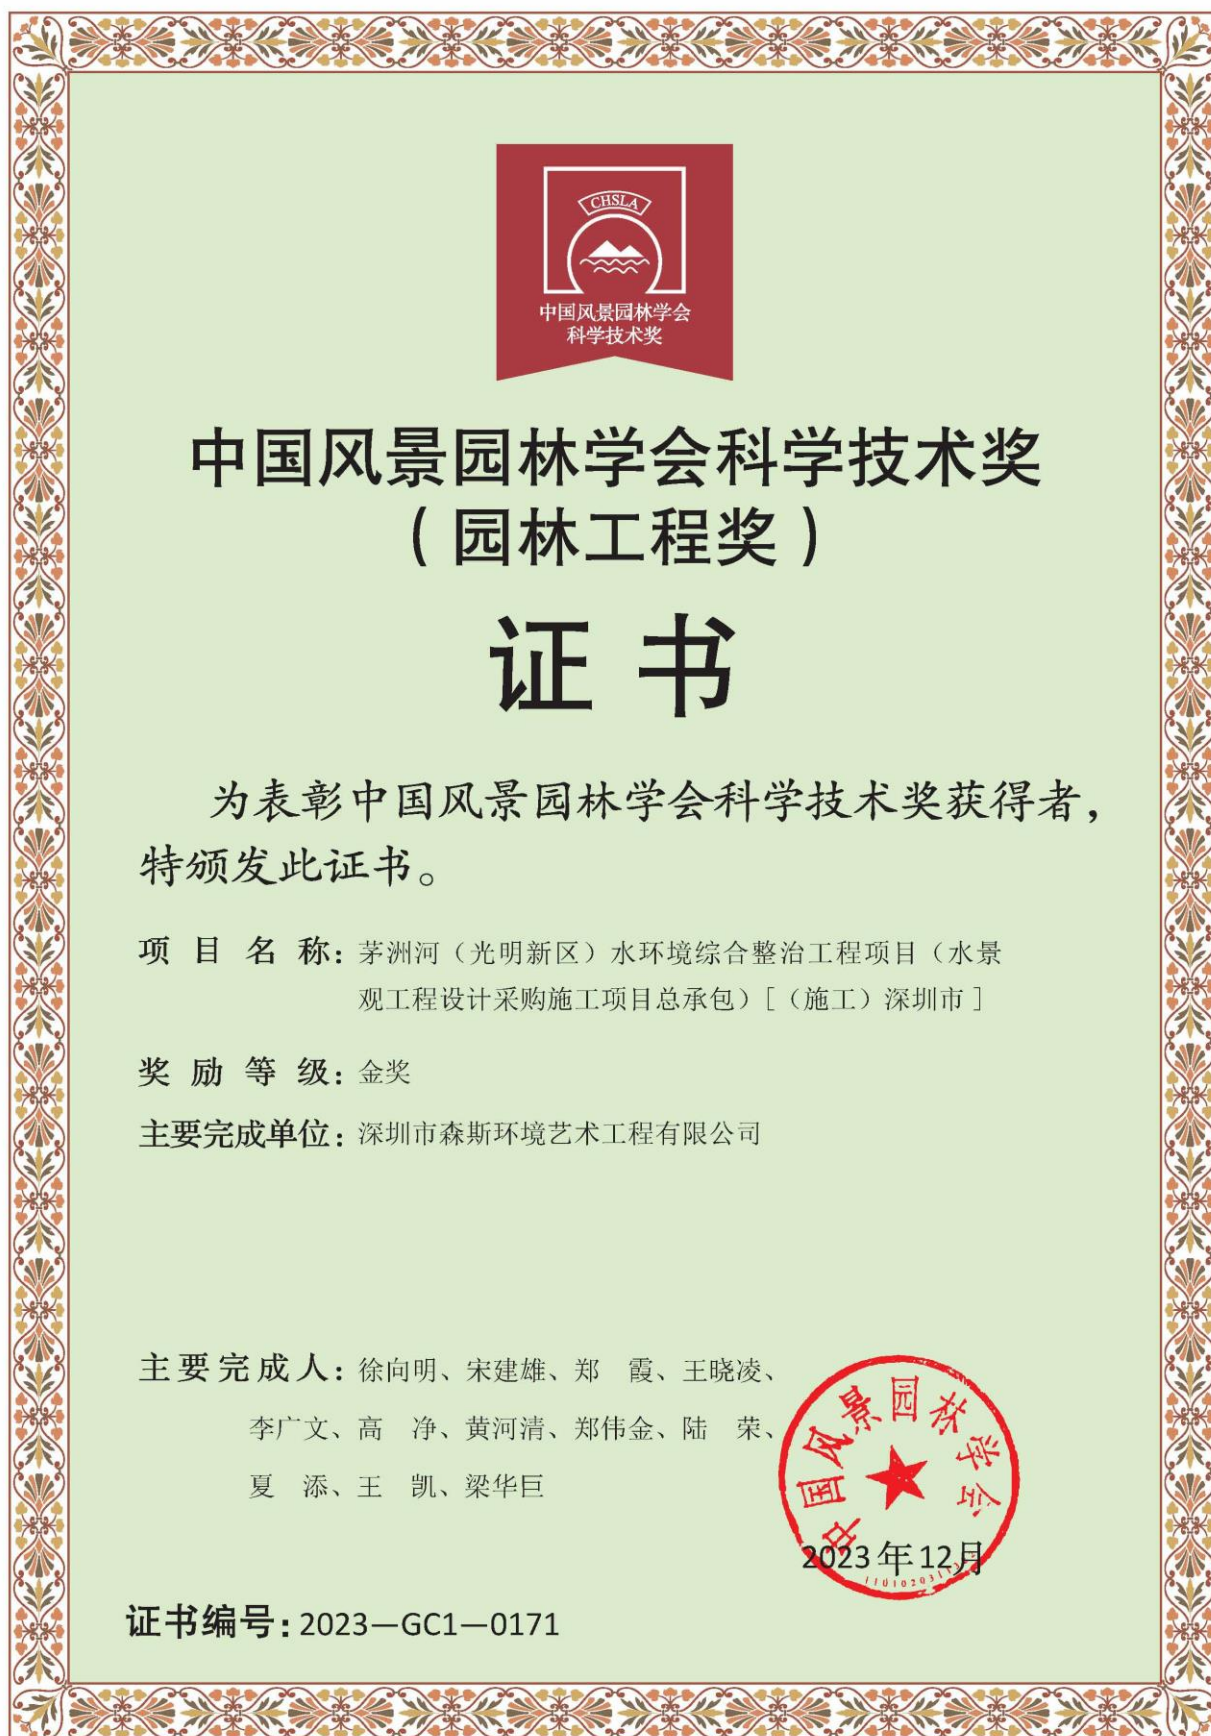 CHSLA
中国风景园林学会
科学技术奖
中国风景园林学会科学技术奖
（园林工程奖）
证书
为表彰中国风景园林学会科学技术奖获得者，
特颁发此证书。
项目名称：茅洲河（光明新区）水环境综合整治工程项目（水景
观工程设计采购施工项目总承包）[（施工）深圳市]
奖励等级：金奖
主要完成单位：深圳市森斯环境艺术工程有限公司
主要完成人：徐向明、宋建雄、郑　霞、王晓凌、
李广文、高　净、黄河清、郑伟金、陆　荣、
夏　添、王　凯、梁华巨
中国风景园林学会
2023年12月
证书编号：2023—GC1—0171